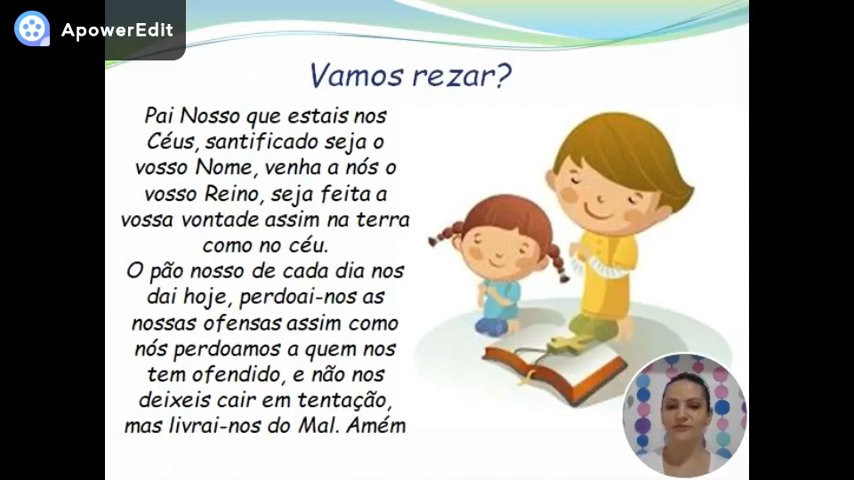 ApowerEdit
Vamos rezar?
Pai Nosso que estais nos
Céus, santificado seja o
vosso Nome, venha a nós o
vosso Reino, seja feita a
vossa vontade assim na terra
como no céu.
O pão nosso de cada dia nos
dai hoje, perdoai-nos as
nossas ofensas assim como
nós perdoamos a quem nos
tem ofendido, e não nos
deixeis cair em tentação,
mas livrai-nos do Mal. Amém